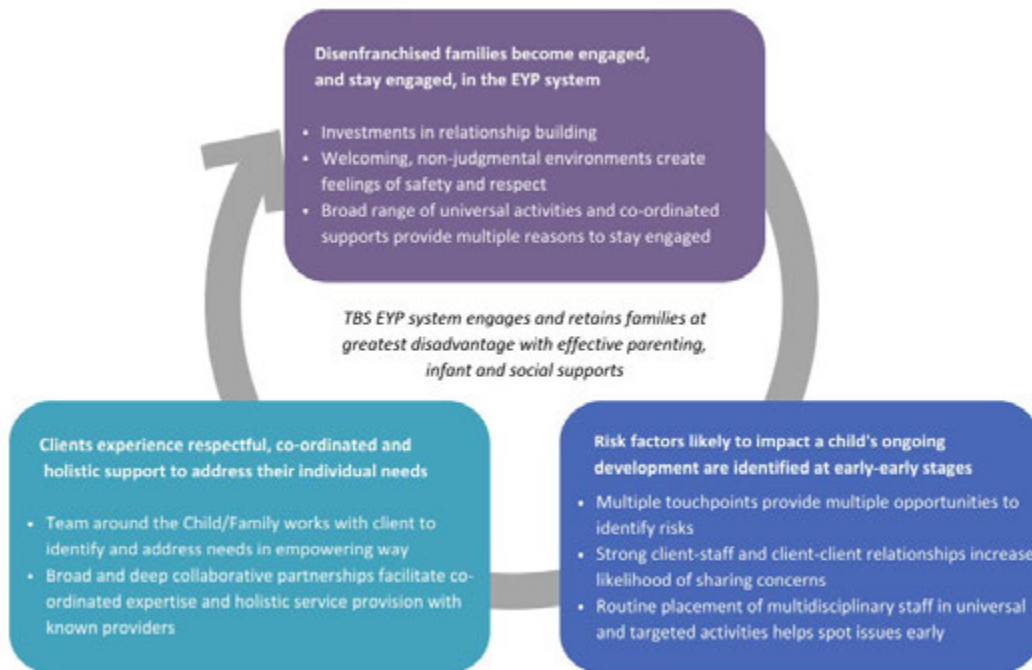 Disenfranchised families become engaged,
and stay engaged, in the EYP system
• Investments in relationship building
• Welcoming, non-judgmental environments create
feelings of safety and respect
• Broad range of universal activities and co-ordinated
supports provide multiple reasons to stay engaged
TBS EYP system engages and retains families at
greatest disadvantage with effective parenting,
infant and social supports
Clients experience respectful, co-ordinated and
holistic support to address their individual needs
• Team around the Child/Family works with client to
identify and address needs in empowering way
• Broad and deep collaborative partnerships facilitate co-
ordinated expertise and holistic service provision with
known providers
Risk factors likely to impact a child's ongoing
development are identified at early-early stages
• Multiple touchpoints provide multiple opportunities to
identify risks
• Strong client-staff and client-client relationships increase
likelihood of sharing concerns
• Routine placement of multidisciplinary staff in universal
and targeted activities helps spot issues early